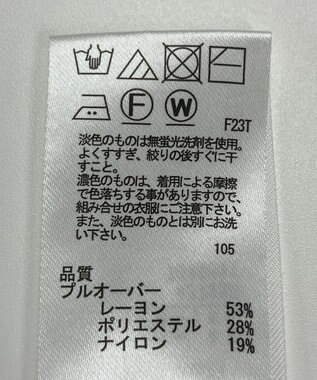 F
W
F23T
淡色のものは無蛍光洗剤を使用。
よくすすぎ、絞りの後すぐに干
すこと。
濃色のものは、着用による摩擦
で色落ちする事がありますので、
組み合せの衣服にご注意下さい。
また、淡色のものとは別にお洗
い下さい。
105
品質
プルオーバー
レーヨン 53%
ポリエステル 28%
ナイロン 19%